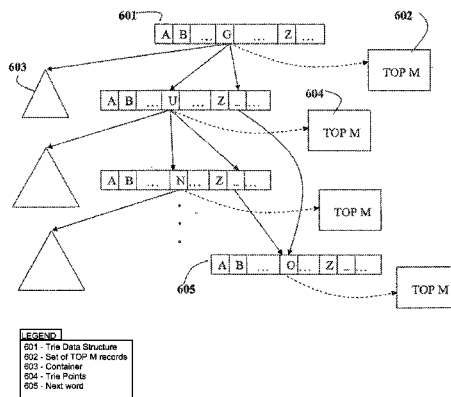 601
602
A B ... G ... Z ...
603
TOP M
604
A B ... U ... Z _ ...
TOP M
A B ... N ... Z _ ...
TOP M
A B ... O ... Z _ ...
605
TOP M
LEGEND
601 - Trie Data Structure
602 - Set of TOP M records
603 - Container
604 - Trie Points
605 - Next word